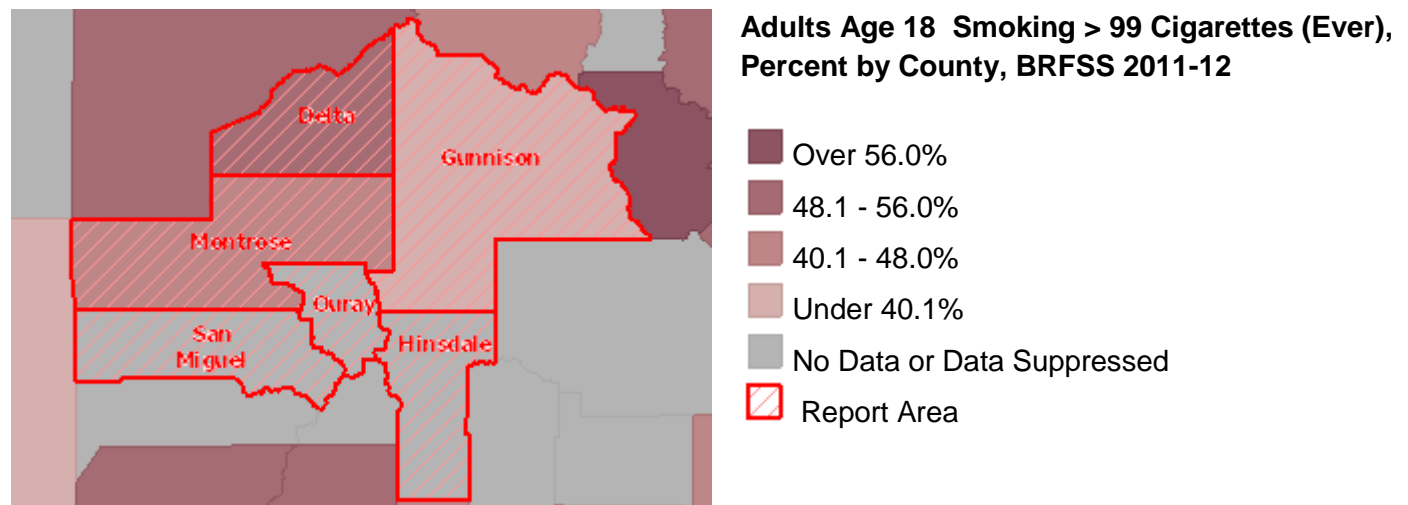 Adults Age 18 Smoking > 99 Cigarettes (Ever),
Percent by County, BRFSS 2011-12
Over 56.0%
48.1 - 56.0%
40.1 - 48.0%
Under 40.1%
No Data or Data Suppressed
Report Area
Delta
Gunnison
Montrose
Ouray
San
Miguel
Hinsdale